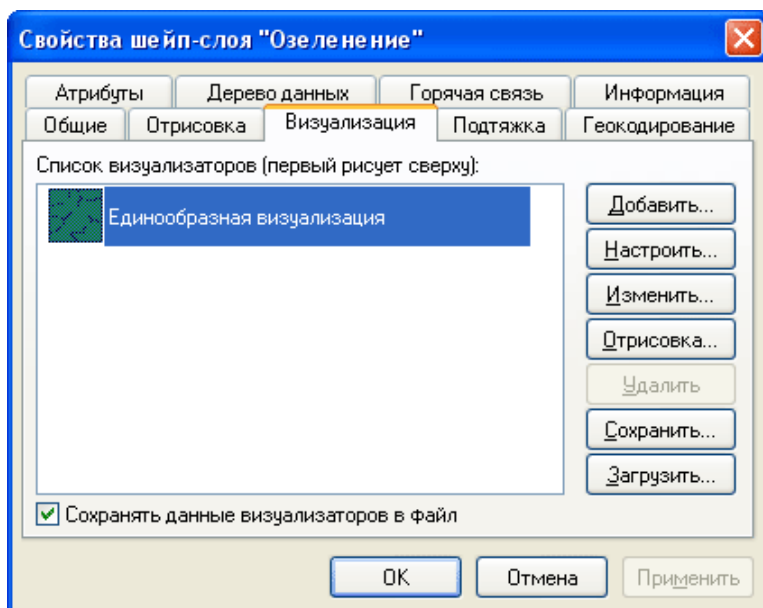 Свойства шейп-слоя "Озеленение"
Атрибуты Дерево данных Горячая связь Информация
Общие Отрисовка Визуализация Подтяжка Геокодирование
Список визуализаторов (первый рисует сверху):
Единообразная визуализация
Добавить...
Настроить...
Изменить...
Отрисовка...
Удалить
Сохранить...
Загрузить...
Сохранять данные визуализаторов в файл
OK Отмена Применить